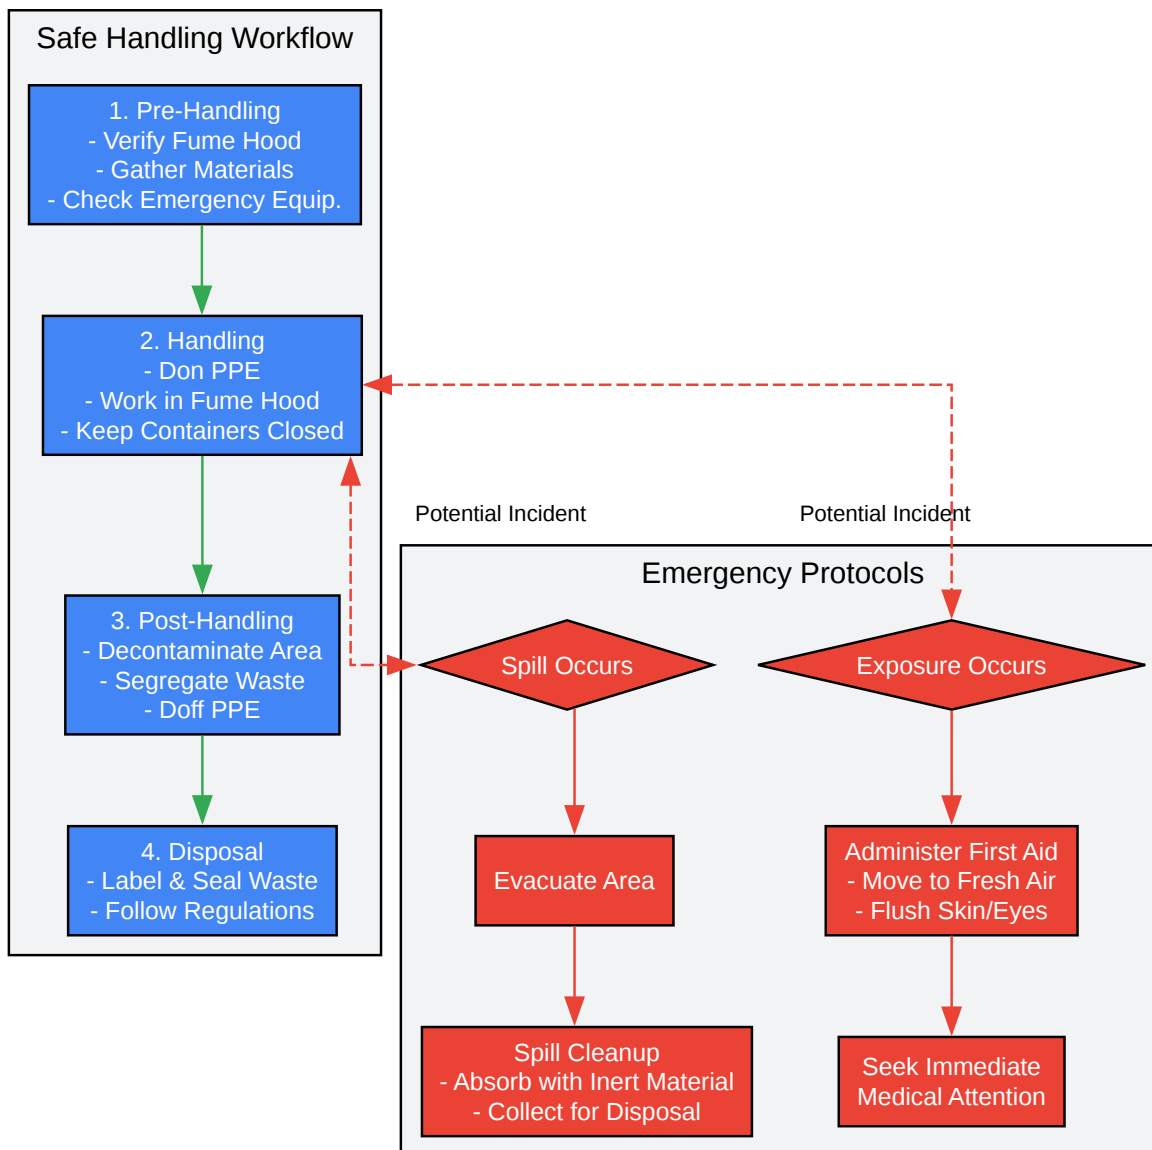 Safe Handling Workflow
1. Pre-Handling
- Verify Fume Hood
- Gather Materials
- Check Emergency Equip.
2. Handling
- Don PPE
- Work in Fume Hood
- Keep Containers Closed
3. Post-Handling
- Decontaminate Area
- Segregate Waste
- Doff PPE
4. Disposal
- Label & Seal Waste
- Follow Regulations
Potential Incident
Potential Incident
Emergency Protocols
Spill Occurs
Evacuate Area
Spill Cleanup
- Absorb with Inert Material
- Collect for Disposal
Exposure Occurs
Administer First Aid
- Move to Fresh Air
- Flush Skin/Eyes
Seek Immediate
Medical Attention